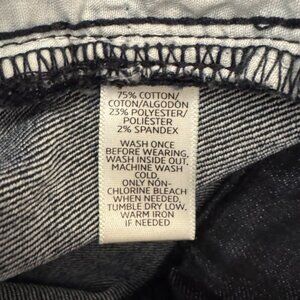 75% COTTON/
COTON/ALGODÓN
23% POLYESTER/
POLIÉSTER
2% SPANDEX
WASH ONCE
BEFORE WEARING,
WASH INSIDE OUT,
MACHINE WASH
COLD,
ONLY NON-
CHLORINE BLEACH
WHEN NEEDED,
TUMBLE DRY LOW,
WARM IRON
IF NEEDED